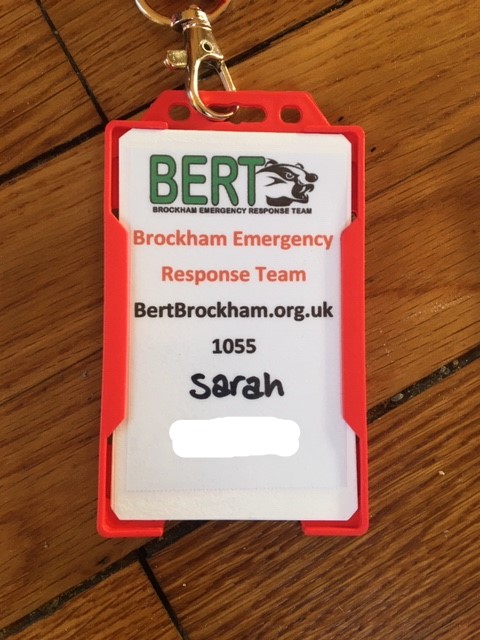 BERT
BROCKHAM EMERGENCY RESPONSE TEAM
Brockham Emergency
Response Team
BertBrockham.org.uk
1055
Sarah